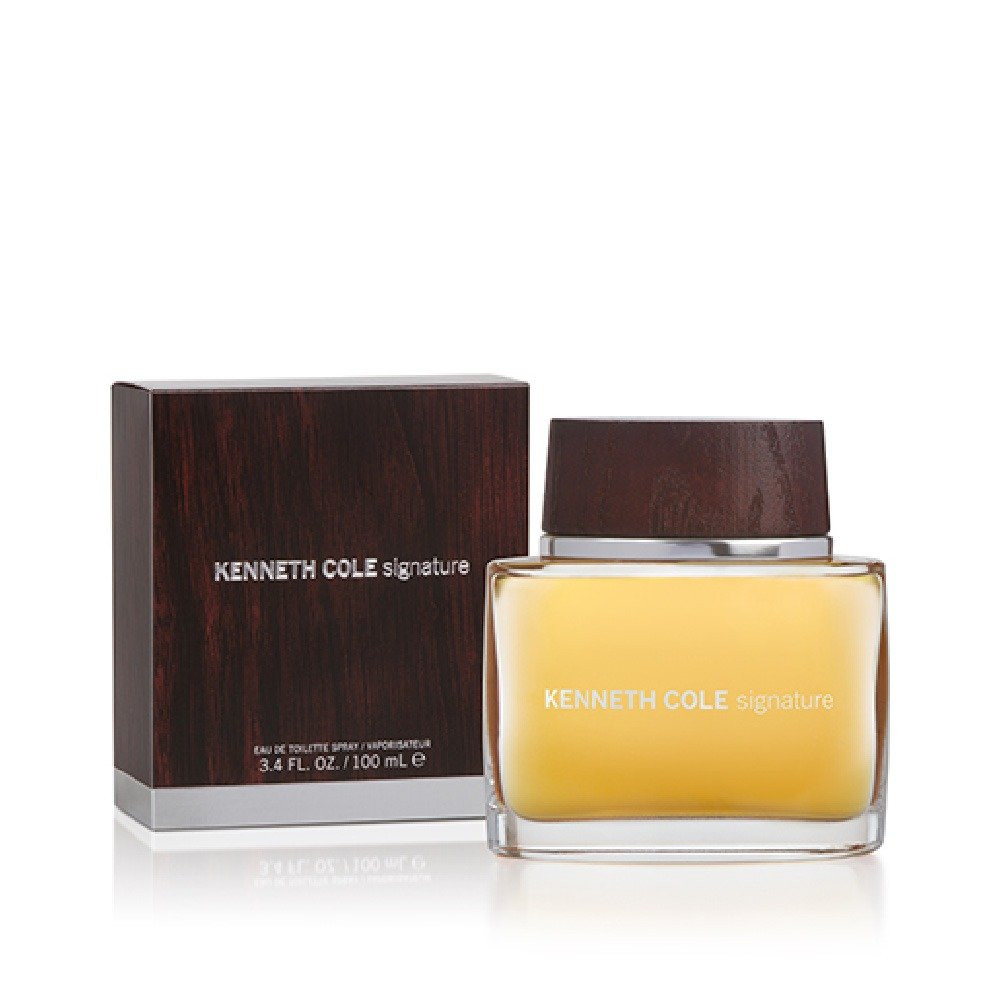 KENNETH COLE signature
EAU DE TOILETTE SPRAY / VAPORISATEUR
3.4 FL. OZ. / 100 mL ℮
KENNETH COLE signature